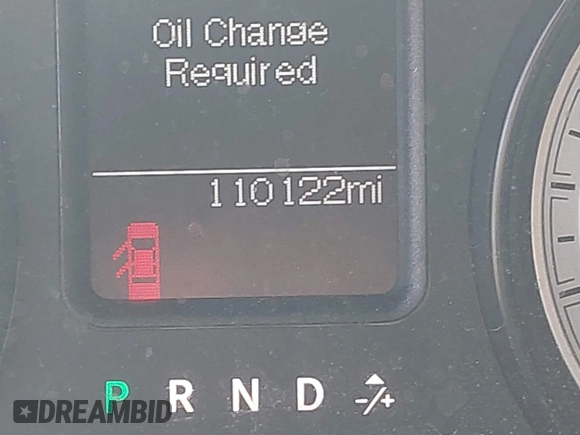 Oil Change
Required
110122mi
P R N D -/+
DREAMBID